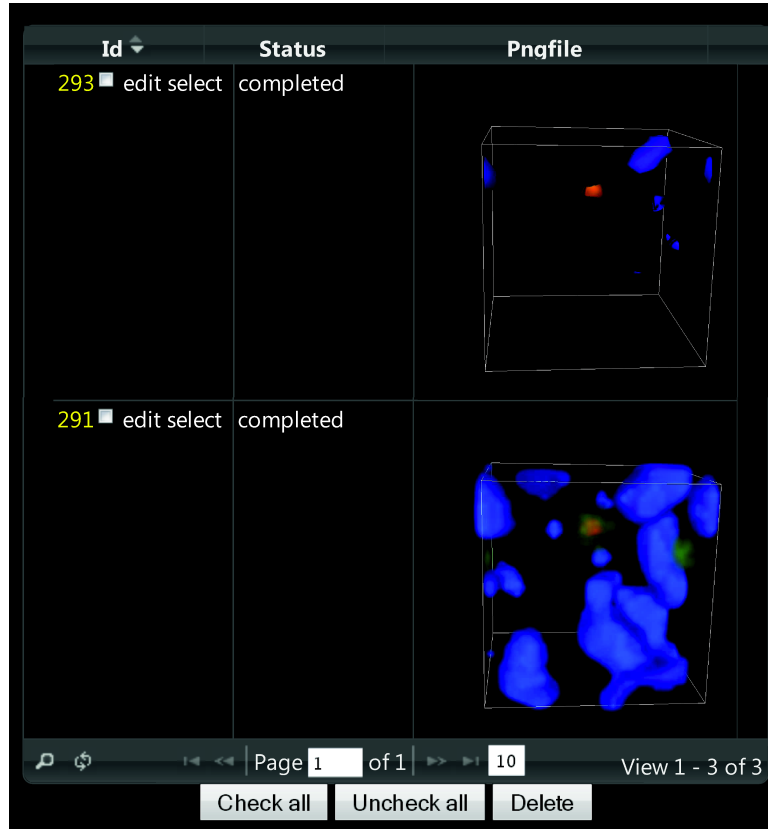 Id Status Pngfile
293 edit select completed
291 edit select completed
Page 1 of 1 10 View 1 - 3 of 3
Check all Uncheck all Delete